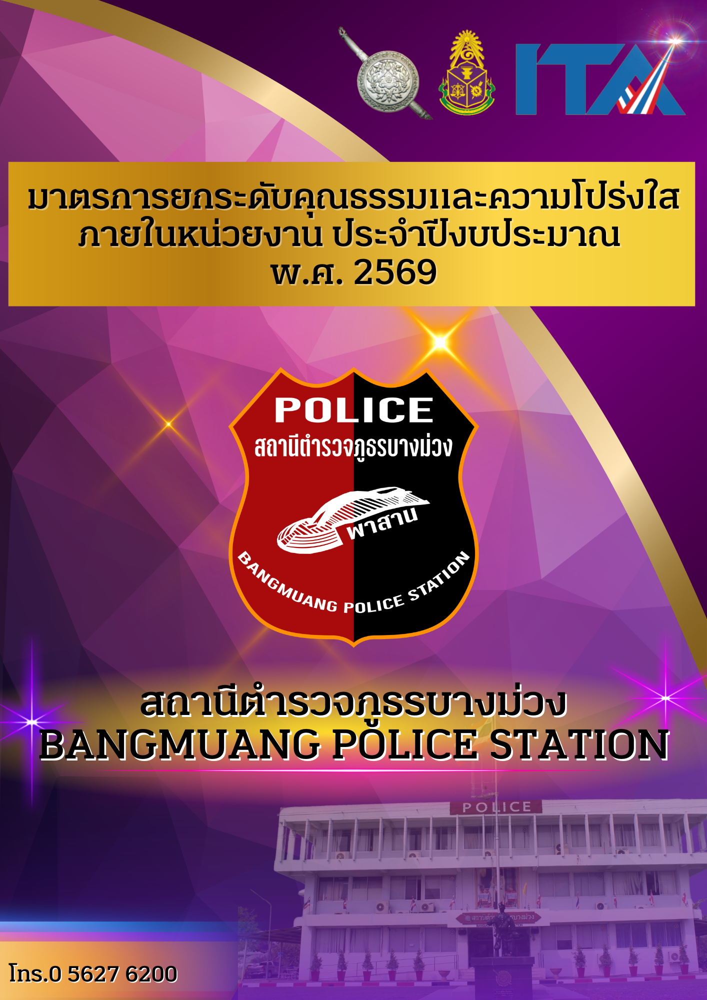 ITA
มาตรการยกระดับคุณธรรมและความโปร่งใส
ภายในหน่วยงาน ประจำปีงบประมาณ
พ.ศ. 2569
POLICE
สถานีตำรวจภูธรบางม่วง
พาสาน
BANGMUANG POLICE STATION
สถานีตำรวจภูธรบางม่วง
BANGMUANG POLICE STATION
POLICE
โทร.0 5627 6200